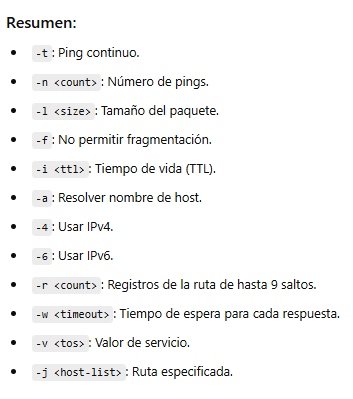 Resumen:
-t: Ping continuo.
-n <count>: Número de pings.
-l <size>: Tamaño del paquete.
-f: No permitir fragmentación.
-i <ttl>: Tiempo de vida (TTL).
-a: Resolver nombre de host.
-4: Usar IPv4.
-6: Usar IPv6.
-r <count>: Registros de la ruta de hasta 9 saltos.
-w <timeout>: Tiempo de espera para cada respuesta.
-v <tos>: Valor de servicio.
-j <host-list>: Ruta especificada.